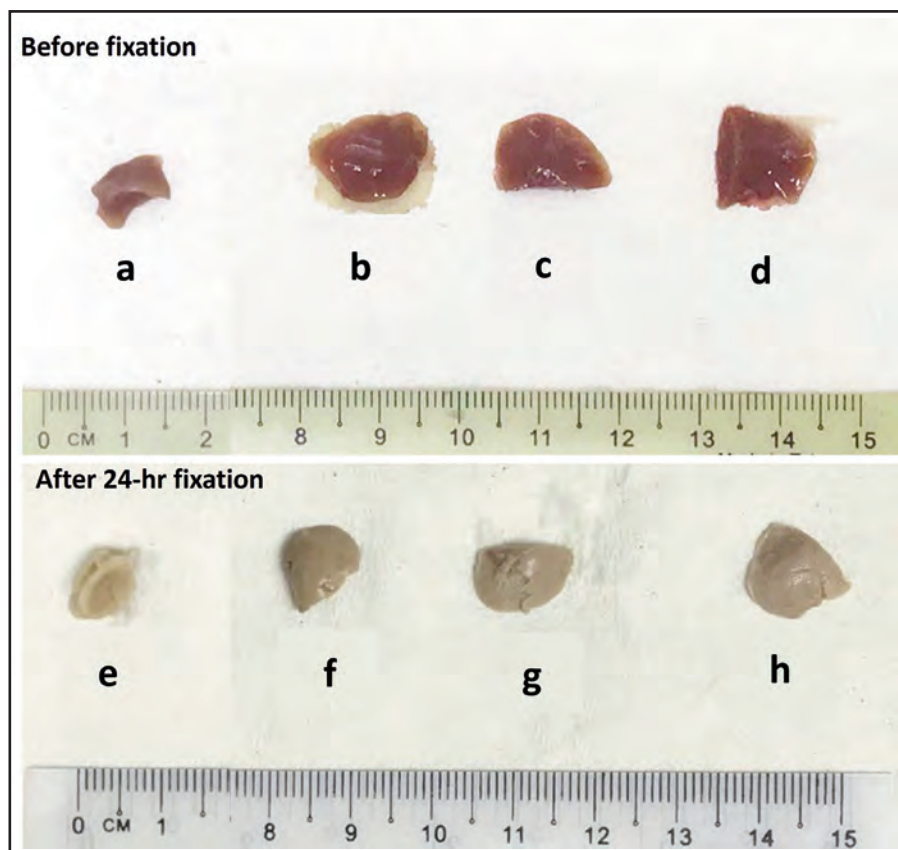 Before fixation
a b c d
0 CM 1 2 8 9 10 11 12 13 14 15
After 24-hr fixation
e f g h
0 CM 1 8 9 10 11 12 13 14 15